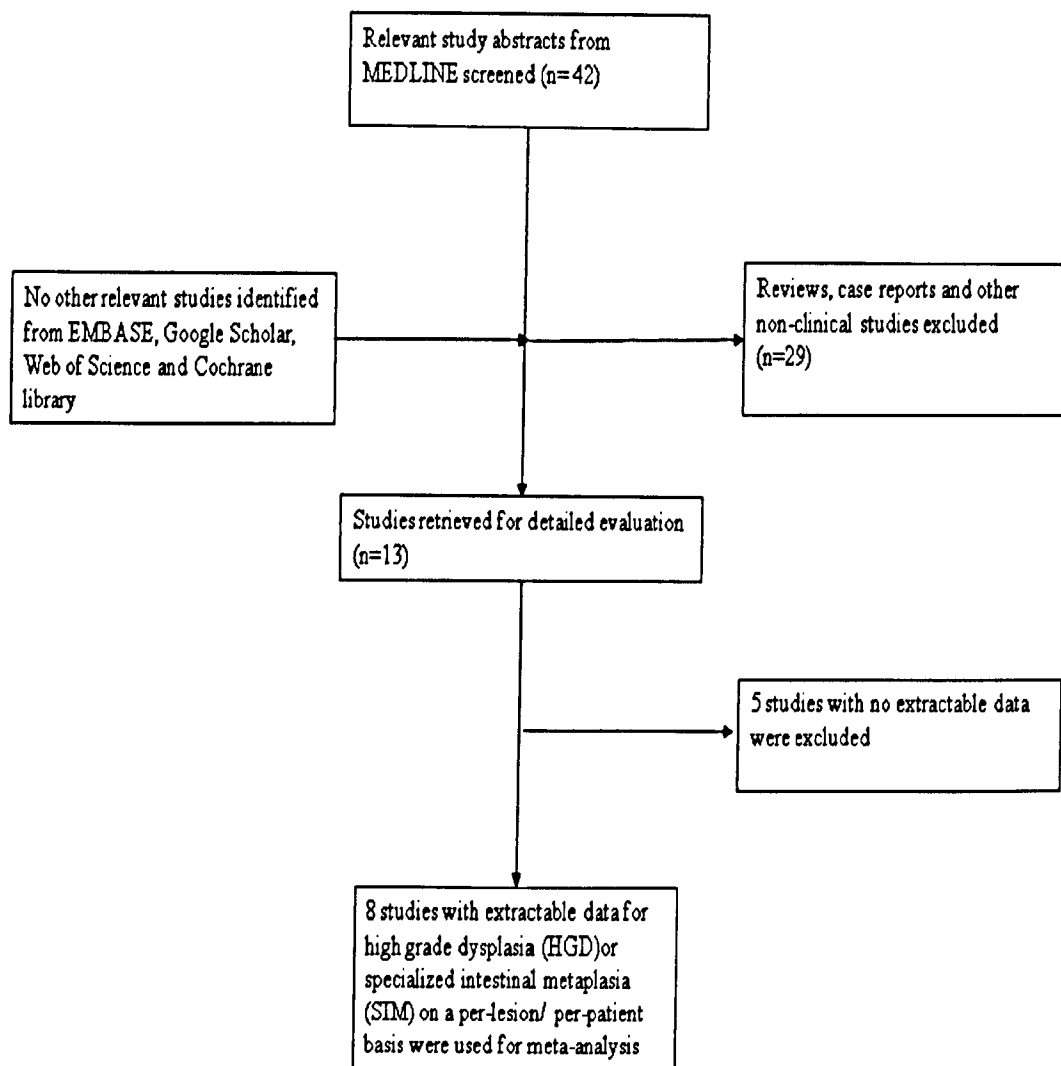 Relevant study abstracts from
MEDLINE screened (n=42)
No other relevant studies identified
from EMBASE, Google Scholar,
Web of Science and Cochrane
library
Reviews, case reports and other
non-clinical studies excluded
(n=29)
Studies retrieved for detailed evaluation
(n=13)
5 studies with no extractable data
were excluded
8 studies with extractable data for
high grade dysplasia (HGD)or
specialized intestinal metaplasia
(SIM) on a per-lesion/ per-patient
basis were used for meta-analysis